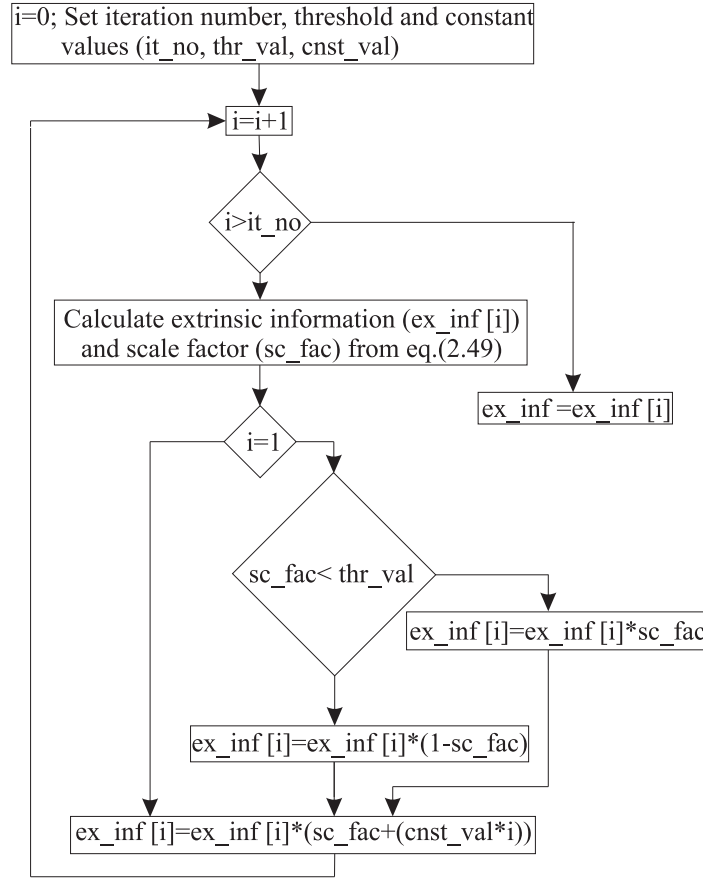 i=0; Set iteration number, threshold and constant
values (it_no, thr_val, cnst_val)
i=i+1
i>it_no
Calculate extrinsic information (ex_inf [i])
and scale factor (sc_fac) from eq.(2.49)
ex_inf =ex_inf [i]
i=1
sc_fac< thr_val
ex_inf [i]=ex_inf [i]*sc_fac
ex_inf [i]=ex_inf [i]*(1-sc_fac)
ex_inf [i]=ex_inf [i]*(sc_fac+(cnst_val*i))